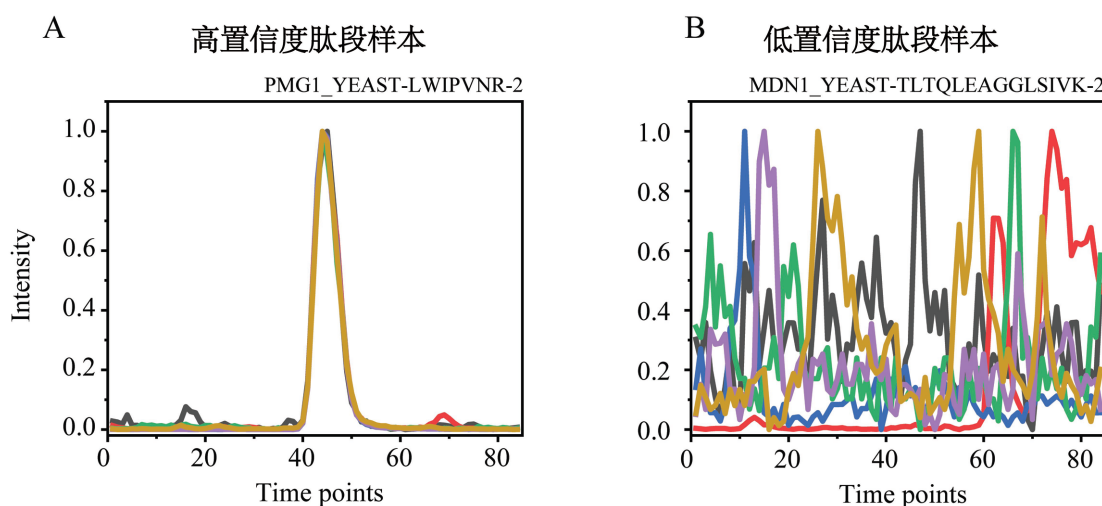 A
高置信度肽段样本
PMG1_YEAST-LWIPVNR-2
Intensity
1.0
0.8
0.6
0.4
0.2
0.0
0
20
40
60
80
Time points
B
低置信度肽段样本
MDN1_YEAST-TLTQLEAGGLSIVK-2
1.0
0.8
0.6
0.4
0.2
0.0
0
20
40
60
80
Time points